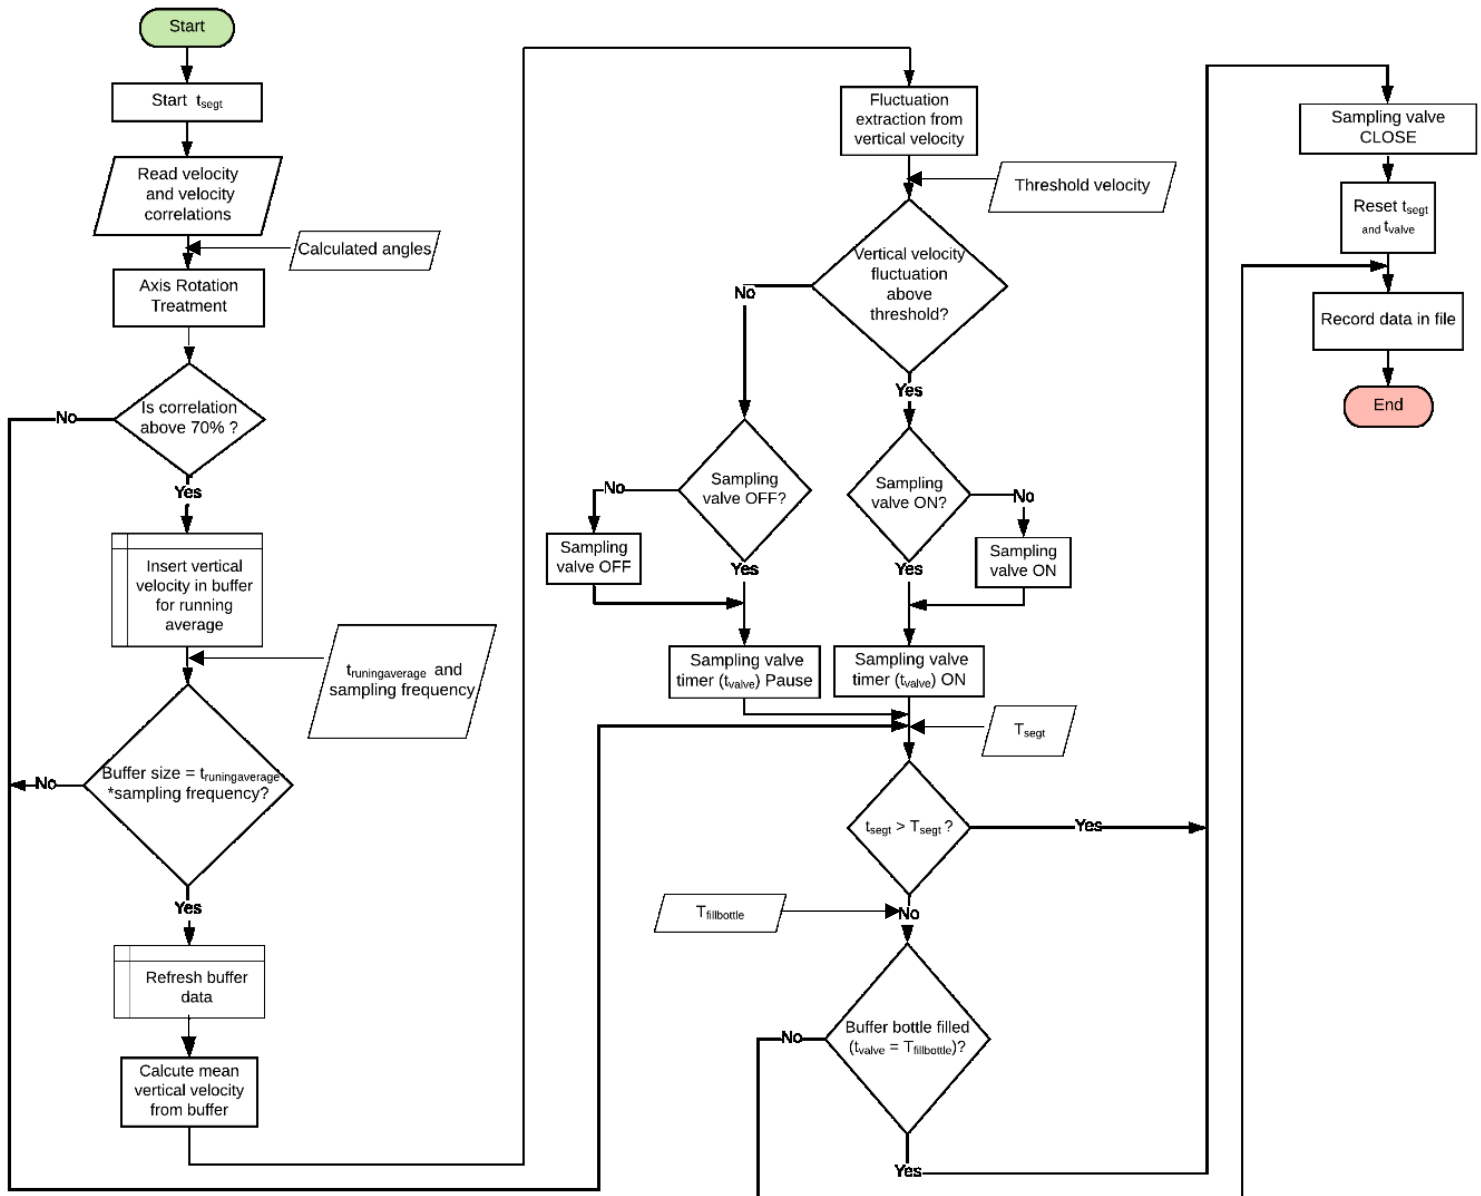 Start
Start tsegt
Read velocity
and velocity
correlations
Calculated angles
Axis Rotation
Treatment
Is correlation
above 70% ?
No
Yes
Insert vertical
velocity in buffer
for running
average
truningaverage and
sampling frequency
Buffer size = truningaverage
*sampling frequency?
No
Yes
Refresh buffer
data
Calcute mean
vertical velocity
from buffer
Fluctuation
extraction from
vertical velocity
Threshold velocity
Vertical velocity
fluctuation
above
threshold?
No
Yes
Sampling
valve OFF?
No
Sampling
valve OFF
Yes
Sampling
valve ON?
No
Sampling
valve ON
Yes
Sampling valve
timer (tvalve) Pause
Sampling valve
timer (tvalve) ON
Tsegt
tsegt > Tsegt ?
Yes
No
Tfillbottle
Buffer bottle filled
(tvalve = Tfillbottle)?
No
Yes
Sampling valve
CLOSE
Reset tsegt
and tvalve
Record data in file
End